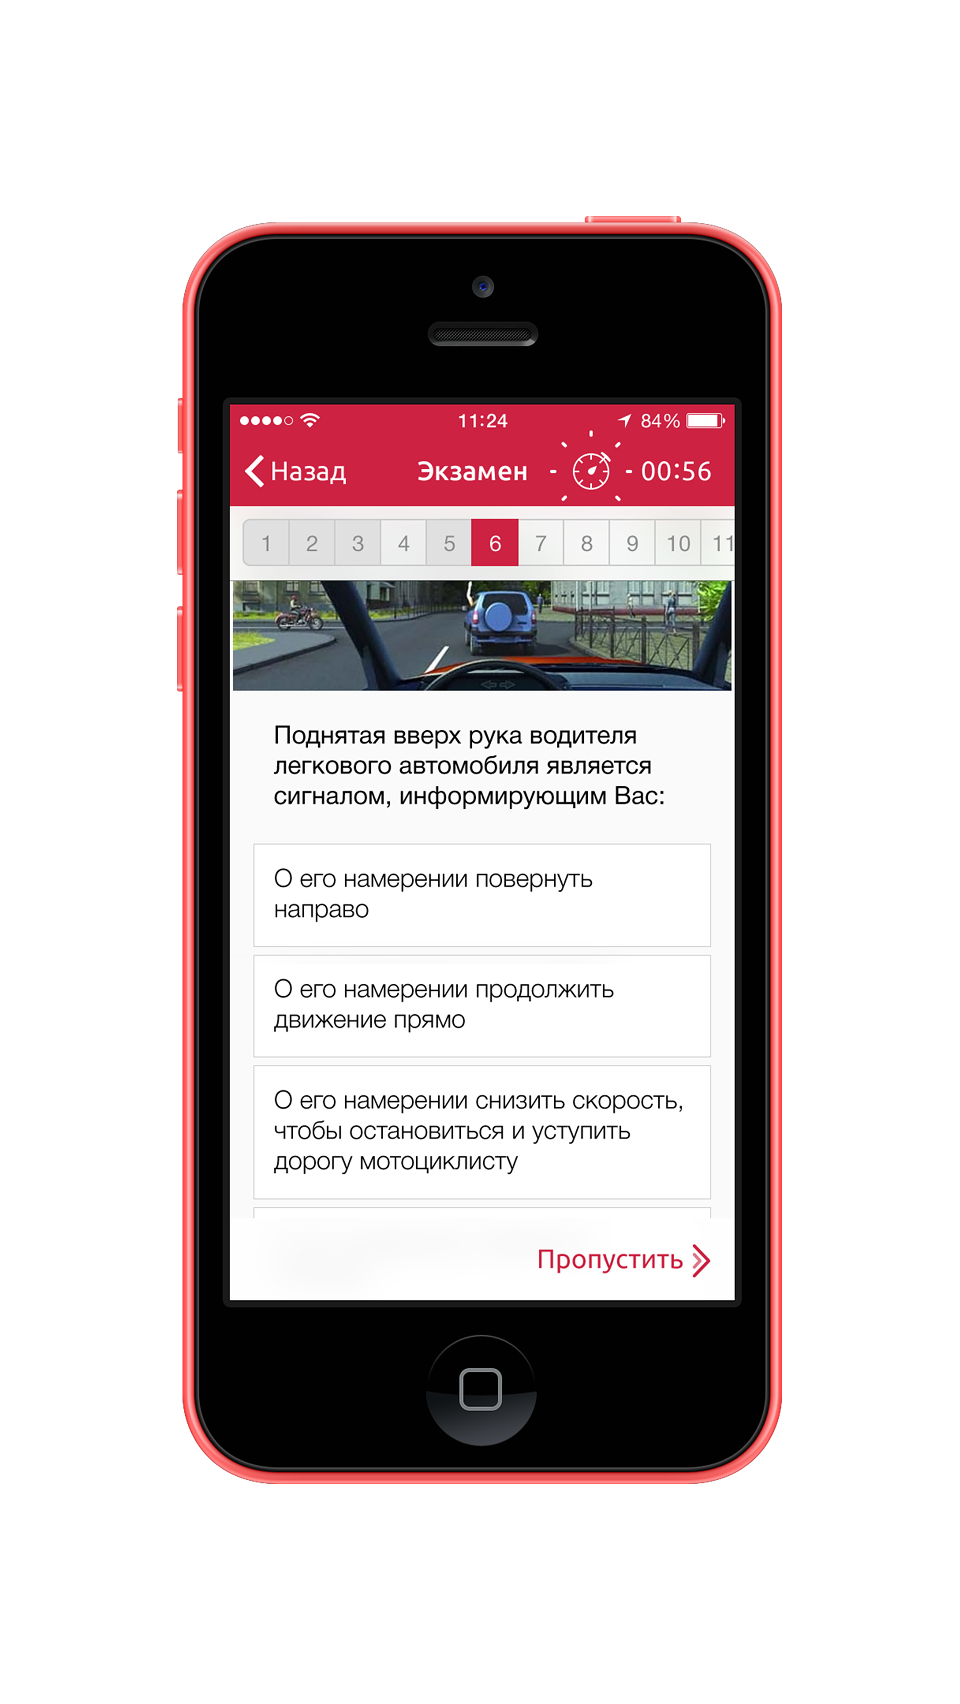 11:24
84%
Назад
Экзамен
00:56
1 2 3 4 5 6 7 8 9 10 11
Поднятая вверх рука водителя
легкового автомобиля является
сигналом, информирующим Вас:
О его намерении повернуть
направо
О его намерении продолжить
движение прямо
О его намерении снизить скорость,
чтобы остановиться и уступить
дорогу мотоциклисту
Пропустить